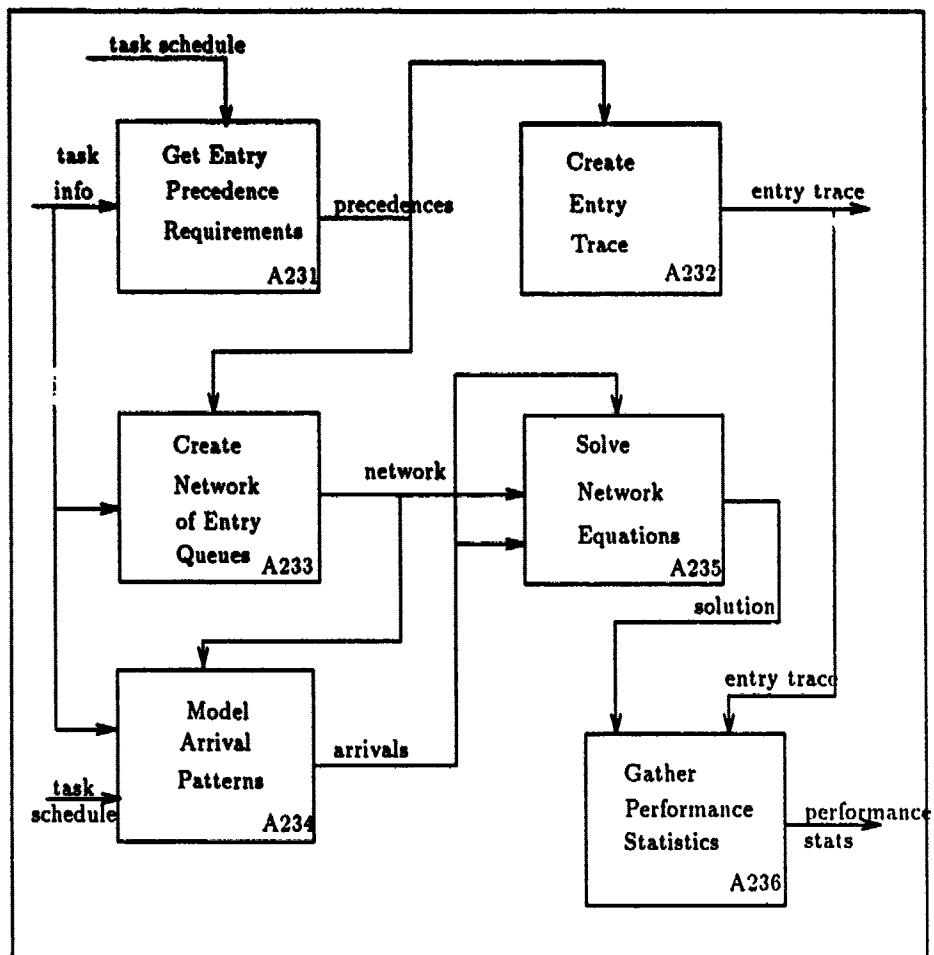 task schedule
task
info
Get Entry
Precedence
Requirements
A231
precedences
Create
Entry
Trace
A232
entry trace
Create
Network
of Entry
Queues
A233
network
Solve
Network
Equations
A235
solution
entry trace
Model
Arrival
Patterns
A234
arrivals
task
schedule
Gather
Performance
Statistics
A236
performance
stats